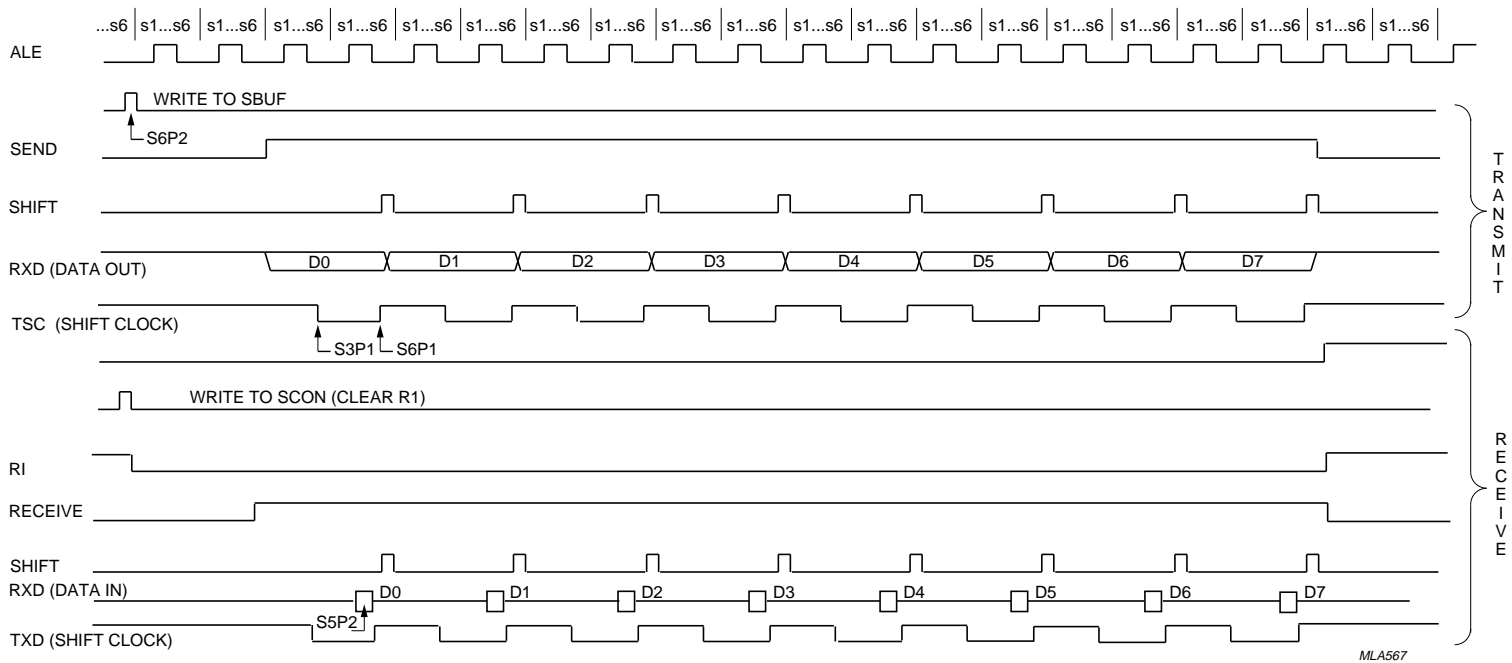 ...s6 s1...s6 s1...s6 s1...s6 s1...s6 s1...s6 s1...s6 s1...s6 s1...s6 s1...s6 s1...s6 s1...s6 s1...s6 s1...s6 s1...s6 s1...s6 s1...s6 s1...s6 s1...s6 s1...s6 s1...s6
ALE
WRITE TO SBUF
S6P2
SEND
SHIFT
RXD (DATA OUT) D0 D1 D2 D3 D4 D5 D6 D7
TSC (SHIFT CLOCK)
S3P1 S6P1
TRANSMIT
WRITE TO SCON (CLEAR R1)
RI
RECEIVE
SHIFT
RXD (DATA IN) D0 D1 D2 D3 D4 D5 D6 D7
S5P2
TXD (SHIFT CLOCK)
RECEIVE
MLA567